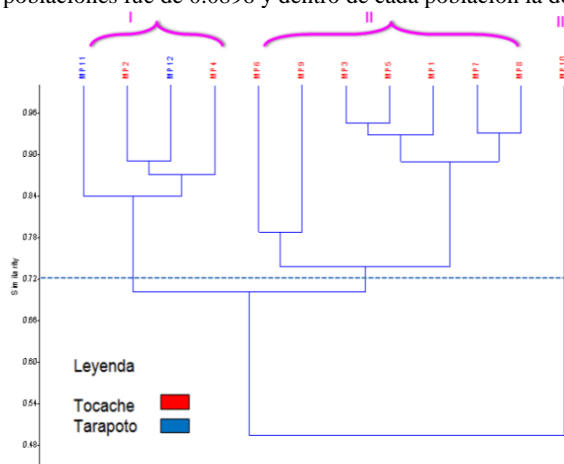 poblaciones fue de 0.0898 y dentro de cada población la de
I II II
MP11 MP2 MP12 MP4 MP6 MP9 MP3 MP5 MP1 MP7 MP8 MP10
0.96
0.90
0.84
0.78
0.72
0.66
0.60
0.54
0.48
Similarity
Leyenda
Tocache
Tarapoto